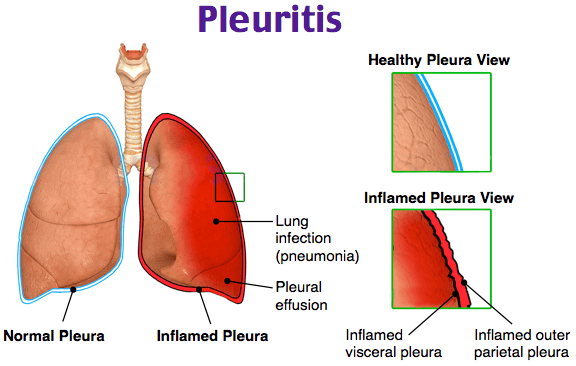 Pleuritis
Healthy Pleura View
Inflamed Pleura View
Lung
infection
(pneumonia)
Pleural
effusion
Normal Pleura
Inflamed Pleura
Inflamed
visceral pleura
Inflamed outer
parietal pleura